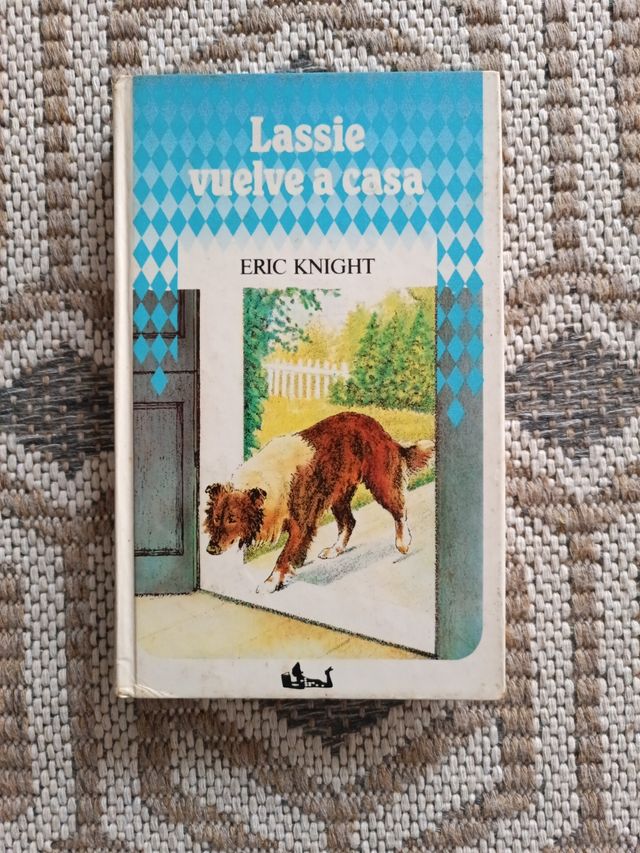 Lassie
vuelve a casa
ERIC KNIGHT